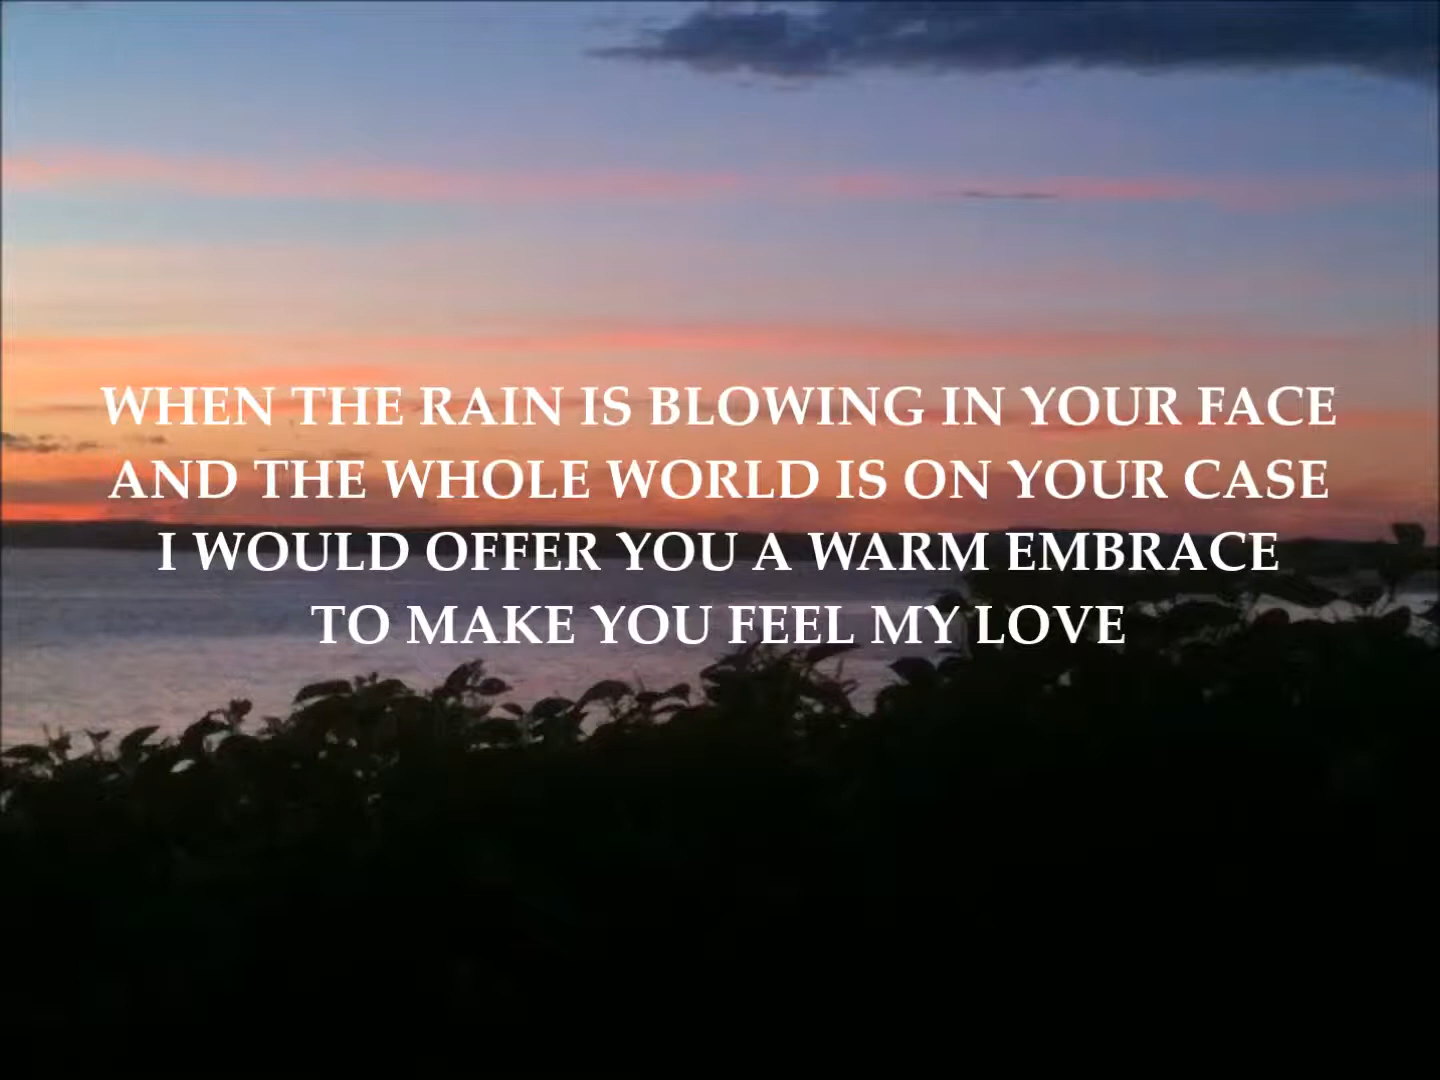 WHEN THE RAIN IS BLOWING IN YOUR FACE
AND THE WHOLE WORLD IS ON YOUR CASE
I WOULD OFFER YOU A WARM EMBRACE
TO MAKE YOU FEEL MY LOVE